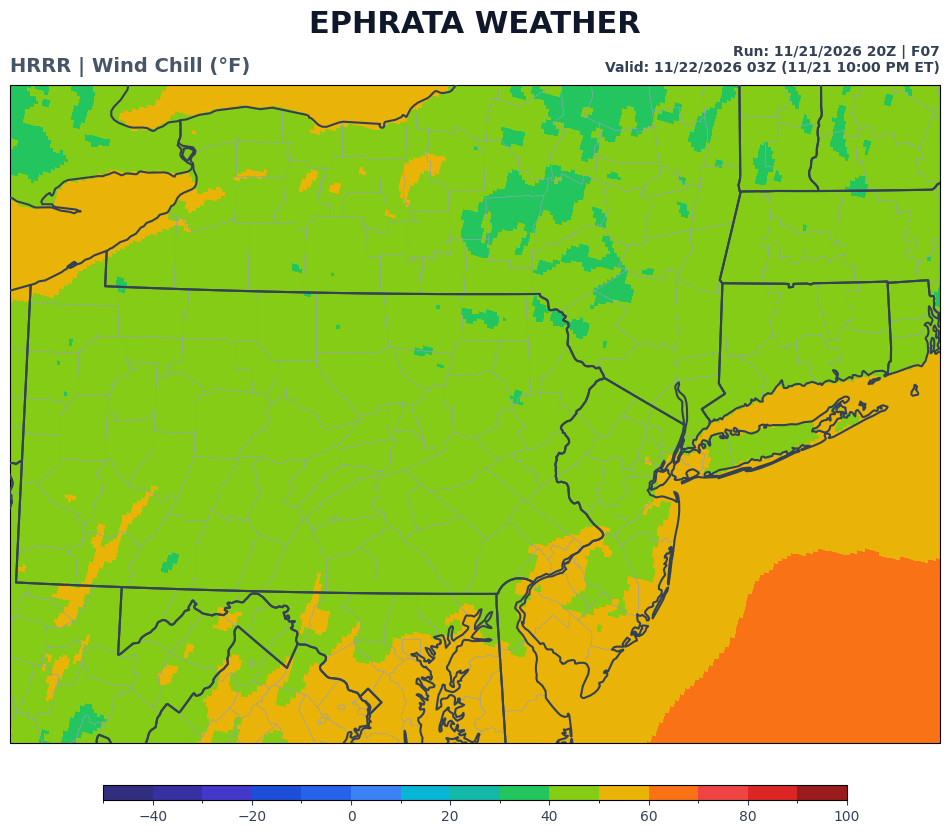 EPHRATA WEATHER
HRRR | Wind Chill (°F)
Run: 11/21/2026 20Z | F07
Valid: 11/22/2026 03Z (11/21 10:00 PM ET)
−40 −20 0 20 40 60 80 100